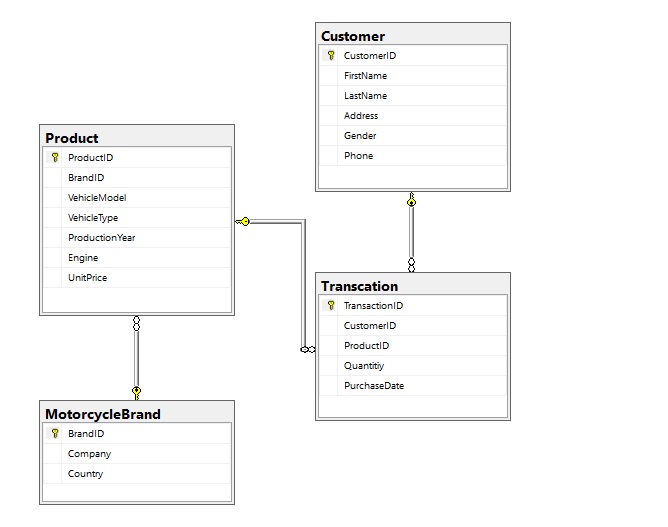 Customer
CustomerID
FirstName
LastName
Address
Gender
Phone
Product
ProductID
BrandID
VehicleModel
VehicleType
ProductionYear
Engine
UnitPrice
Transcation
TransactionID
CustomerID
ProductID
Quantitiy
PurchaseDate
MotorcycleBrand
BrandID
Company
Country